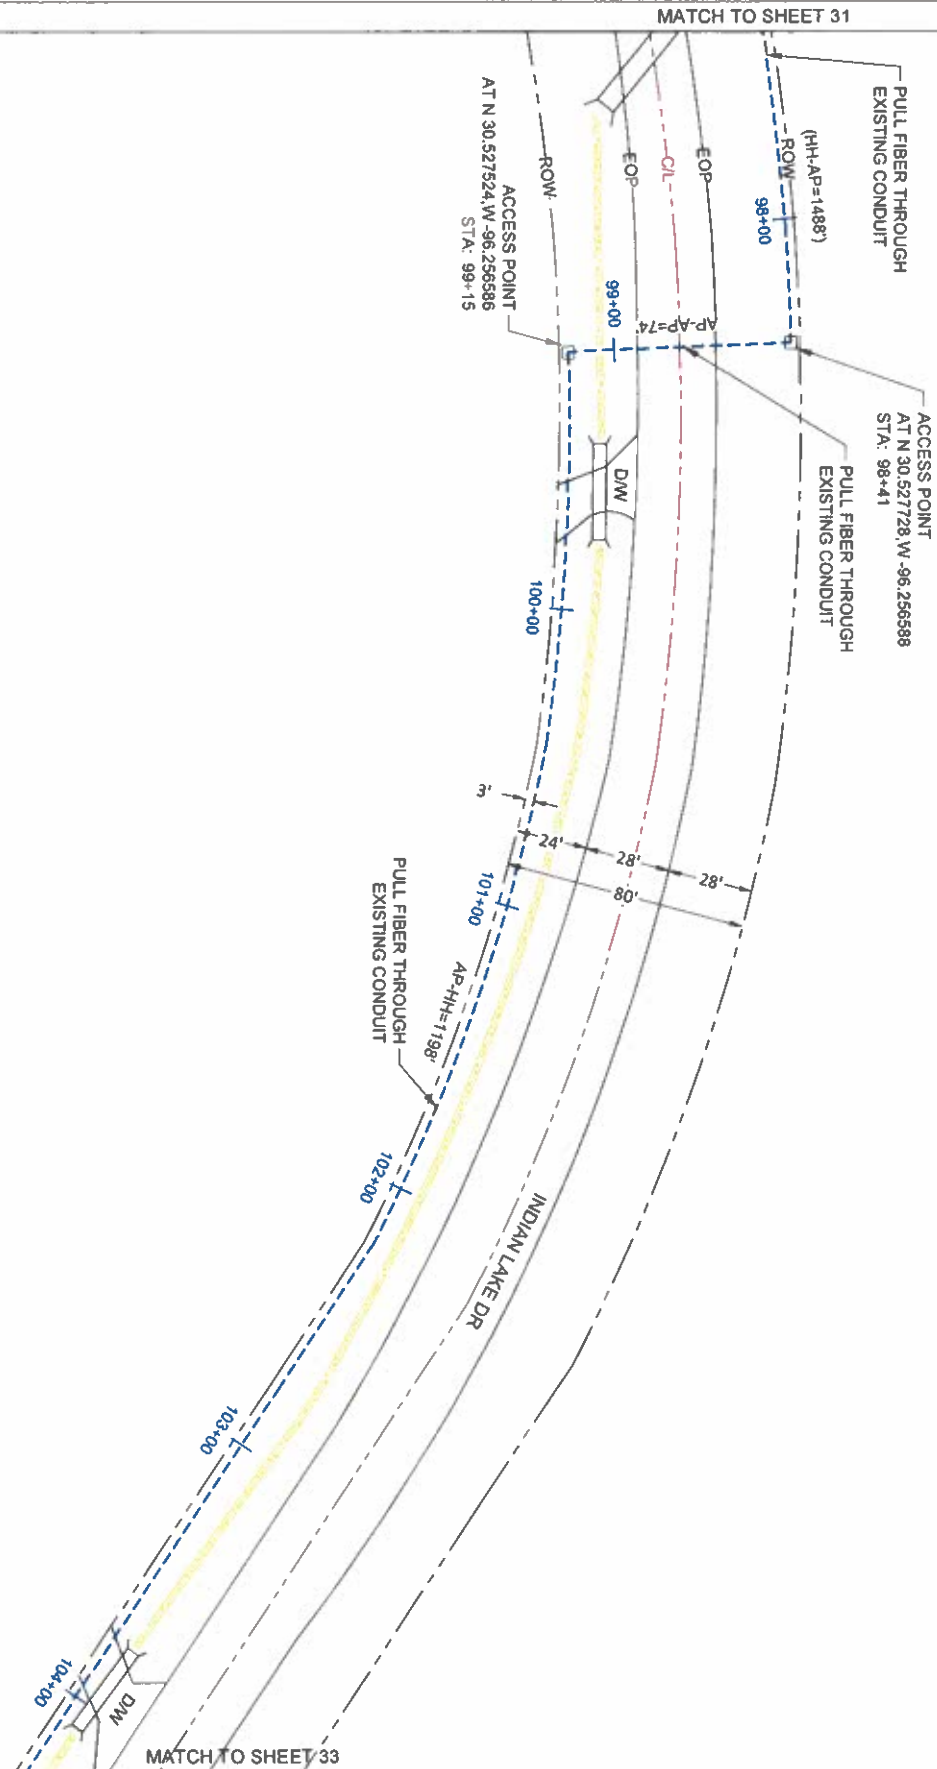 MATCH TO SHEET 31
PULL FIBER THROUGH
EXISTING CONDUIT
(HH-AP=1488')
ROW
98+00
EOP
C/L
EOP
ROW
ACCESS POINT
AT N 30.527728,W -96.256588
STA: 98+41
PULL FIBER THROUGH
EXISTING CONDUIT
AP-AP=74'
99+00
ACCESS POINT
AT N 30.527524,W -96.256586
STA: 99+15
D/W
100+00
3'
24'
28'
28'
80'
101+00
AP-HH=1198'
PULL FIBER THROUGH
EXISTING CONDUIT
102+00
INDIAN LAKE DR
103+00
104+00
D/W
MATCH TO SHEET 33